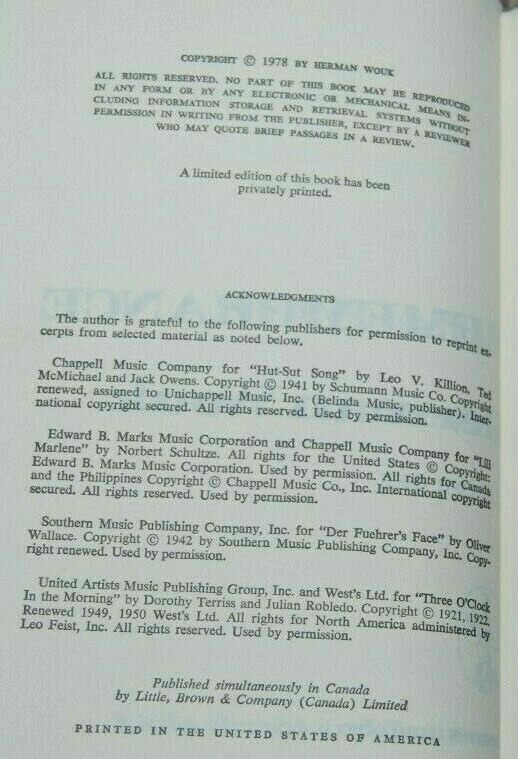 COPYRIGHT © 1978 BY HERMAN WOUK
ALL RIGHTS RESERVED. NO PART OF THIS BOOK MAY BE REPRODUCED
IN ANY FORM OR BY ANY ELECTRONIC OR MECHANICAL MEANS IN-
CLUDING INFORMATION STORAGE AND RETRIEVAL SYSTEMS WITHOUT
PERMISSION IN WRITING FROM THE PUBLISHER, EXCEPT BY A REVIEWER
WHO MAY QUOTE BRIEF PASSAGES IN A REVIEW.
A limited edition of this book has been
privately printed.
ACKNOWLEDGMENTS
The author is grateful to the following publishers for permission to reprint ex-
cerpts from selected material as noted below.
Chappell Music Company for "Hut-Sut Song" by Leo V. Killion, Ted
McMichael and Jack Owens. Copyright © 1941 by Schumann Music Co. Copyright
renewed, assigned to Unichappell Music, Inc. (Belinda Music, publisher). Inter-
national copyright secured. All rights reserved. Used by permission.
Edward B. Marks Music Corporation and Chappell Music Company for "Lili
Marlene" by Norbert Schultze. All rights for the United States © Copyright:
Edward B. Marks Music Corporation. Used by permission. All rights for Canada
and the Philippines Copyright © Chappell Music Co., Inc. International copyright
secured. All rights reserved. Used by permission.
Southern Music Publishing Company, Inc. for "Der Fuehrer's Face" by Oliver
Wallace. Copyright © 1942 by Southern Music Publishing Company, Inc. Copy-
right renewed. Used by permission.
United Artists Music Publishing Group, Inc. and West's Ltd. for "Three O'Clock
In the Morning" by Dorothy Terriss and Julian Robledo. Copyright © 1921, 1922.
Renewed 1949, 1950 West's Ltd. All rights for North America administered by
Leo Feist, Inc. All rights reserved. Used by permission.
Published simultaneously in Canada
by Little, Brown & Company (Canada) Limited
PRINTED IN THE UNITED STATES OF AMERICA